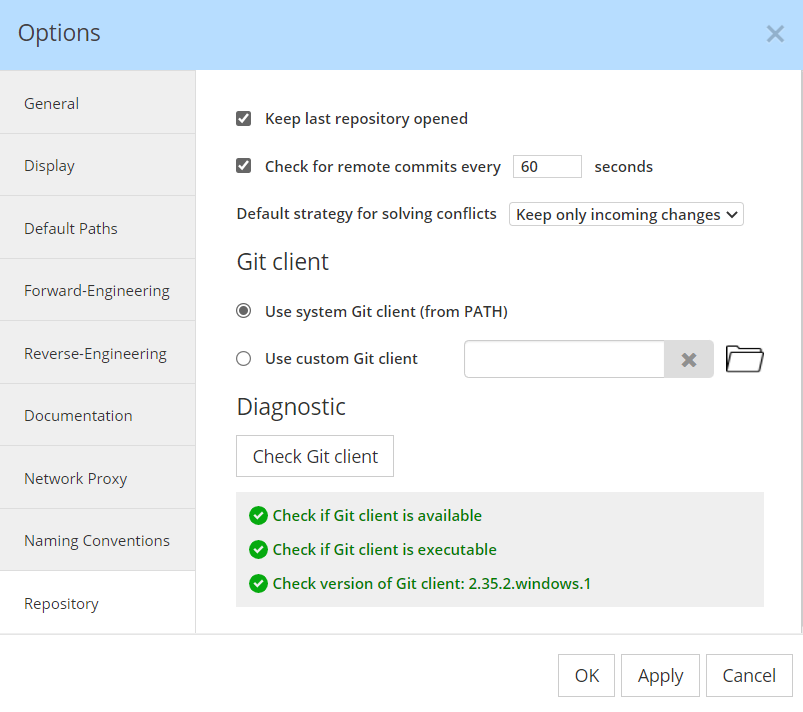 Options
General
Display
Default Paths
Forward-Engineering
Reverse-Engineering
Documentation
Network Proxy
Naming Conventions
Repository
Keep last repository opened
Check for remote commits every 60 seconds
Default strategy for solving conflicts Keep only incoming changes
Git client
Use system Git client (from PATH)
Use custom Git client
Diagnostic
Check Git client
Check if Git client is available
Check if Git client is executable
Check version of Git client: 2.35.2.windows.1
OK Apply Cancel